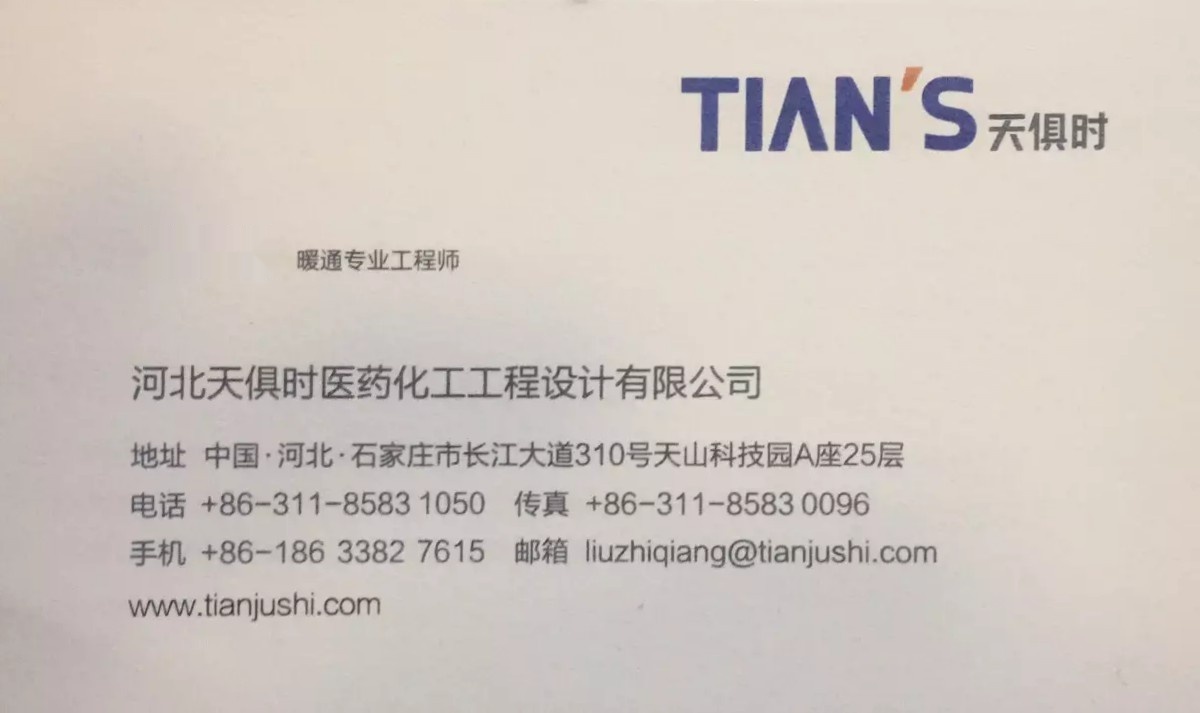 TIAN'S 天俱时
暖通专业工程师
河北天俱时医药化工工程设计有限公司
地址 中国·河北·石家庄市长江大道310号天山科技园A座25层
电话 +86-311-8583 1050 传真 +86-311-8583 0096
手机 +86-186 3382 7615 邮箱 liuzhiqiang@tianjushi.com
www.tianjushi.com